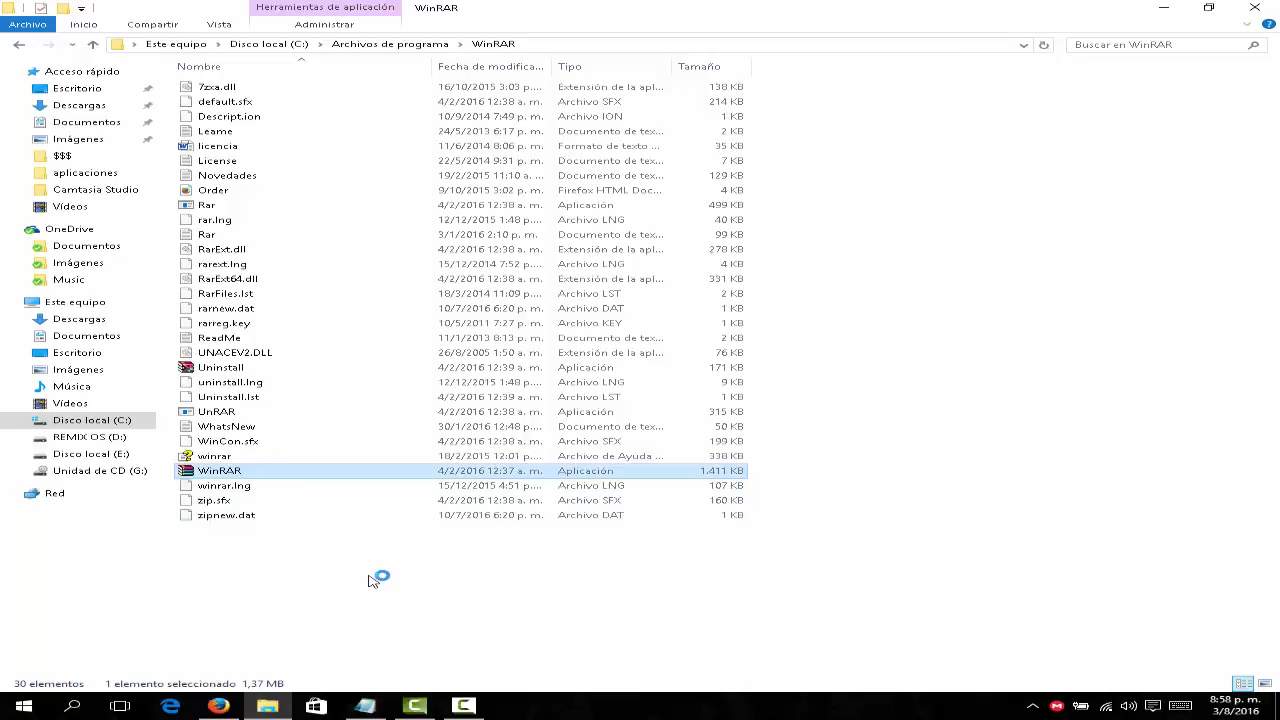 Herramientas de aplicación WinRAR
Archivo Inicio Compartir Vista Administrar
Este equipo Disco local (C:) Archivos de programa WinRAR Buscar en WinRAR
Nombre Fecha de modifica... Tipo Tamaño
Acceso rápido
Escritorio
Descargas
Documentos
Imágenes
$$$
aplicaciones
Camtasia Studio
Vídeos
OneDrive
Documentos
Imágenes
Music
Este equipo
Descargas
Documentos
Escritorio
Imágenes
Música
Vídeos
Disco local (C:)
REMIX OS (D:)
Disco local (E:)
Unidad de CD (G:)
Red
7zxa.dll 16/10/2015 3:03 p.... Extensión de la apl... 138 KB
default.sfx 4/2/2016 12:38 a. m. Archivo SFX 214 KB
Descript.ion 10/9/2014 7:49 p. m. Archivo ION 1 KB
Leame 24/5/2013 6:17 p. m. Documento de tex... 2 KB
licencia 11/6/2014 8:06 p. m. Formato de texto ... 35 KB
License 22/5/2014 9:31 p. m. Documento de tex... 7 KB
Novedades 19/2/2015 11:10 a. ... Documento de tex... 129 KB
Order 9/10/2015 3:02 p. m. Firefox HTML Doc... 4 KB
Rar 4/2/2016 12:38 a. m. Aplicación 499 KB
rar.lng 12/12/2015 1:48 p.... Archivo LNG 40 KB
Rar 3/1/2016 2:10 p. m. Documento de tex... 99 KB
RarExt.dll 4/2/2016 12:38 a. m. Extensión de la apl... 278 KB
rarext.lng 15/12/2014 7:52 p.... Archivo LNG 4 KB
RarExt64.dll 4/2/2016 12:38 a. m. Extensión de la apl... 331 KB
RarFiles.lst 18/3/2014 11:09 p.... Archivo LST 2 KB
rarnew.dat 10/7/2016 6:20 p. m. Archivo DAT 1 KB
rarreg.key 10/5/2011 7:27 p. m. Archivo KEY 1 KB
ReadMe 11/1/2013 8:13 p. m. Documento de tex... 2 KB
UNACEV2.DLL 26/8/2005 1:50 a. m. Extensión de la apl... 76 KB
Uninstall 4/2/2016 12:39 a. m. Aplicación 171 KB
uninstall.lng 12/12/2015 1:48 p.... Archivo LNG 9 KB
Uninstall.lst 4/2/2016 12:39 a. m. Archivo LST 1 KB
UnRAR 4/2/2016 12:38 a. m. Aplicación 315 KB
WhatsNew 30/1/2016 12:48 p.... Documento de tex... 50 KB
WinCon.sfx 4/2/2016 12:38 a. m. Archivo SFX 199 KB
winrar 18/2/2015 12:01 p.... Archivo de Ayuda ... 338 KB
WinRAR 4/2/2016 12:37 a. m. Aplicación 1.411 KB
winrar.lng 15/12/2015 4:51 p.... Archivo LNG 107 KB
zip.sfx 4/2/2016 12:38 a. m. Archivo SFX 160 KB
zipnew.dat 10/7/2016 6:20 p. m. Archivo DAT 1 KB
30 elementos 1 elemento seleccionado 1,37 MB
8:58 p. m.
3/8/2016